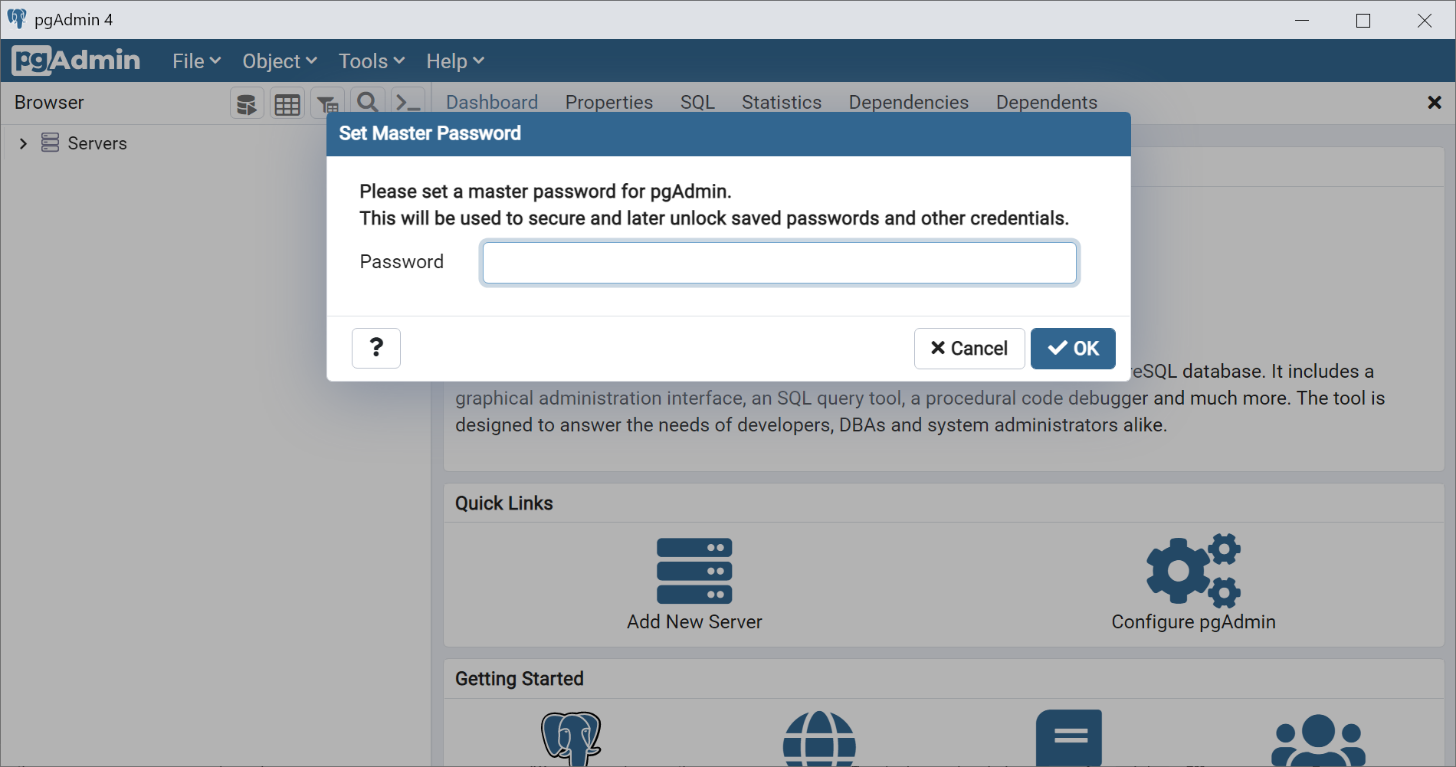 pgAdmin 4
pgAdmin File Object Tools Help
Browser Dashboard Properties SQL Statistics Dependencies Dependents
Servers
Set Master Password
Please set a master password for pgAdmin.
This will be used to secure and later unlock saved passwords and other credentials.
Password
? Cancel OK
eSQL database. It includes a
graphical administration interface, an SQL query tool, a procedural code debugger and much more. The tool is
designed to answer the needs of developers, DBAs and system administrators alike.
Quick Links
Add New Server Configure pgAdmin
Getting Started